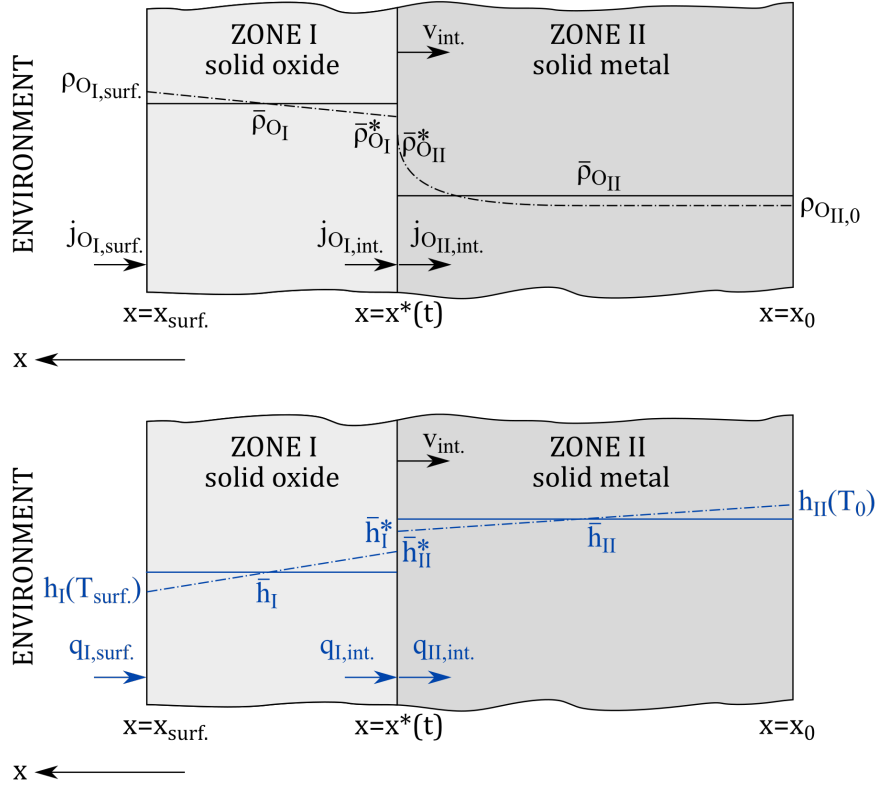 ENVIRONMENT
ZONE I
solid oxide
v_int.
ZONE II
solid metal
ρ_O_I,surf.
ρ̄_O_I
ρ̄*_O_I
ρ̄*_O_II
ρ̄_O_II
ρ_O_II,0
j_O_I,surf.
j_O_I,int.
j_O_II,int.
x=x_surf.
x=x*(t)
x=x_0
x
ENVIRONMENT
ZONE I
solid oxide
v_int.
ZONE II
solid metal
h_II(T_0)
h̄*_I
h̄*_II
h̄_II
h_I(T_surf.)
h̄_I
q_I,surf.
q_I,int.
q_II,int.
x=x_surf.
x=x*(t)
x=x_0
x